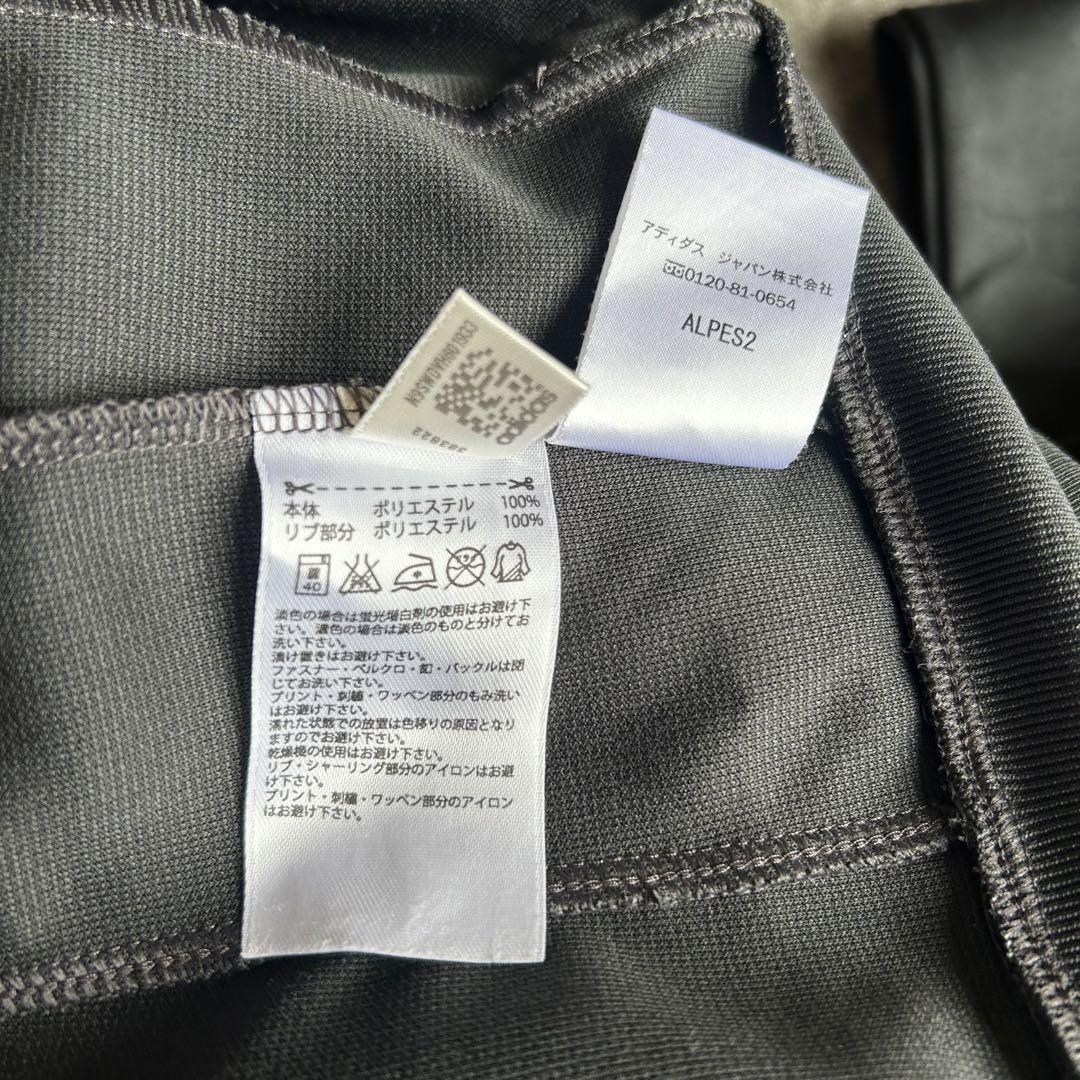 アディダス ジャパン株式会社
0120-81-0654
ALPES2
adidas
383822
本体 ポリエステル 100%
リブ部分 ポリエステル 100%
40
淡色の場合は蛍光増白剤の使用はお避け下
さい。濃色の場合は淡色のものと分けてお
洗い下さい。
漬け置きはお避け下さい。
ファスナー・ベルクロ・釦・バックルは閉
じてお洗い下さい。
プリント・刺繍・ワッペン部分のもみ洗い
はお避け下さい。
濡れた状態での放置は色移りの原因となり
ますのでお避け下さい。
乾燥機の使用はお避け下さい。
リブ・シャーリング部分のアイロンはお避
け下さい。
プリント・刺繍・ワッペン部分のアイロン
はお避け下さい。